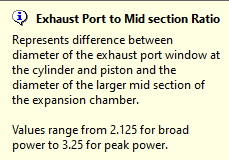 Exhaust Port to Mid section Ratio
Represents difference between
diameter of the exhaust port window at
the cylinder and piston and the
diameter of the larger mid section of
the expansion chamber.
Values range from 2.125 for broad
power to 3.25 for peak power.